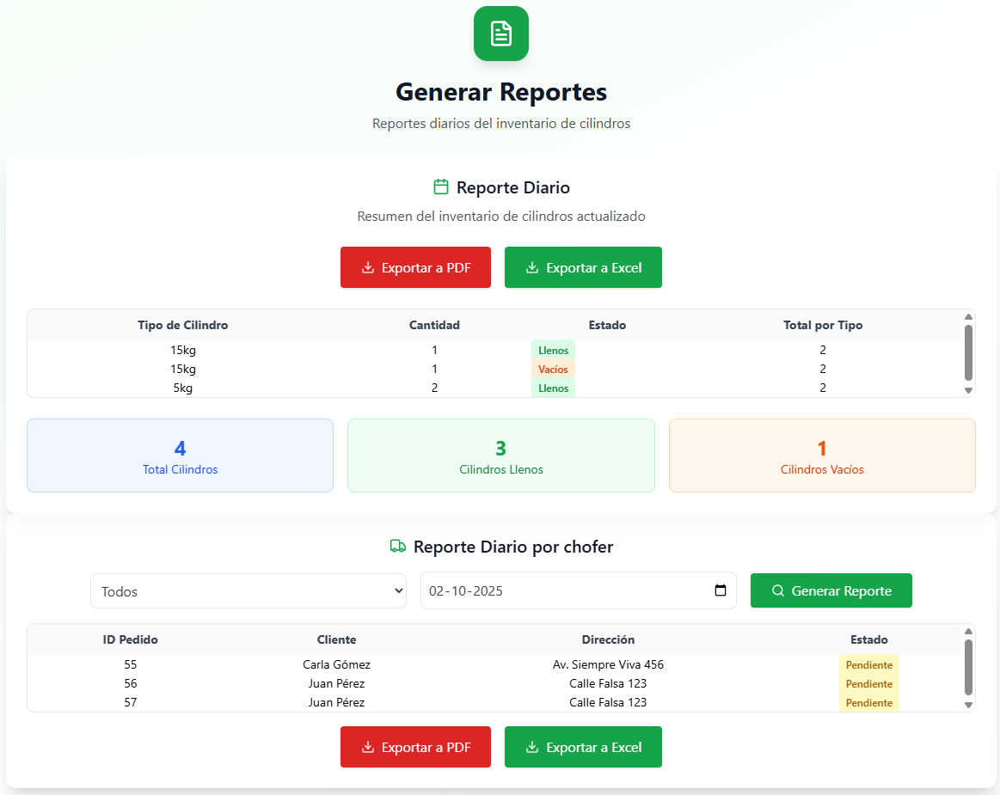 Generar Reportes
Reportes diarios del inventario de cilindros
Reporte Diario
Resumen del inventario de cilindros actualizado
Exportar a PDF Exportar a Excel
Tipo de Cilindro Cantidad Estado Total por Tipo
15kg 1 Llenos 2
15kg 1 Vacíos 2
5kg 2 Llenos 2
4 3 1
Total Cilindros Cilindros Llenos Cilindros Vacíos
Reporte Diario por chofer
Todos 02-10-2025 Generar Reporte
ID Pedido Cliente Dirección Estado
55 Carla Gómez Av. Siempre Viva 456 Pendiente
56 Juan Pérez Calle Falsa 123 Pendiente
57 Juan Pérez Calle Falsa 123 Pendiente
Exportar a PDF Exportar a Excel